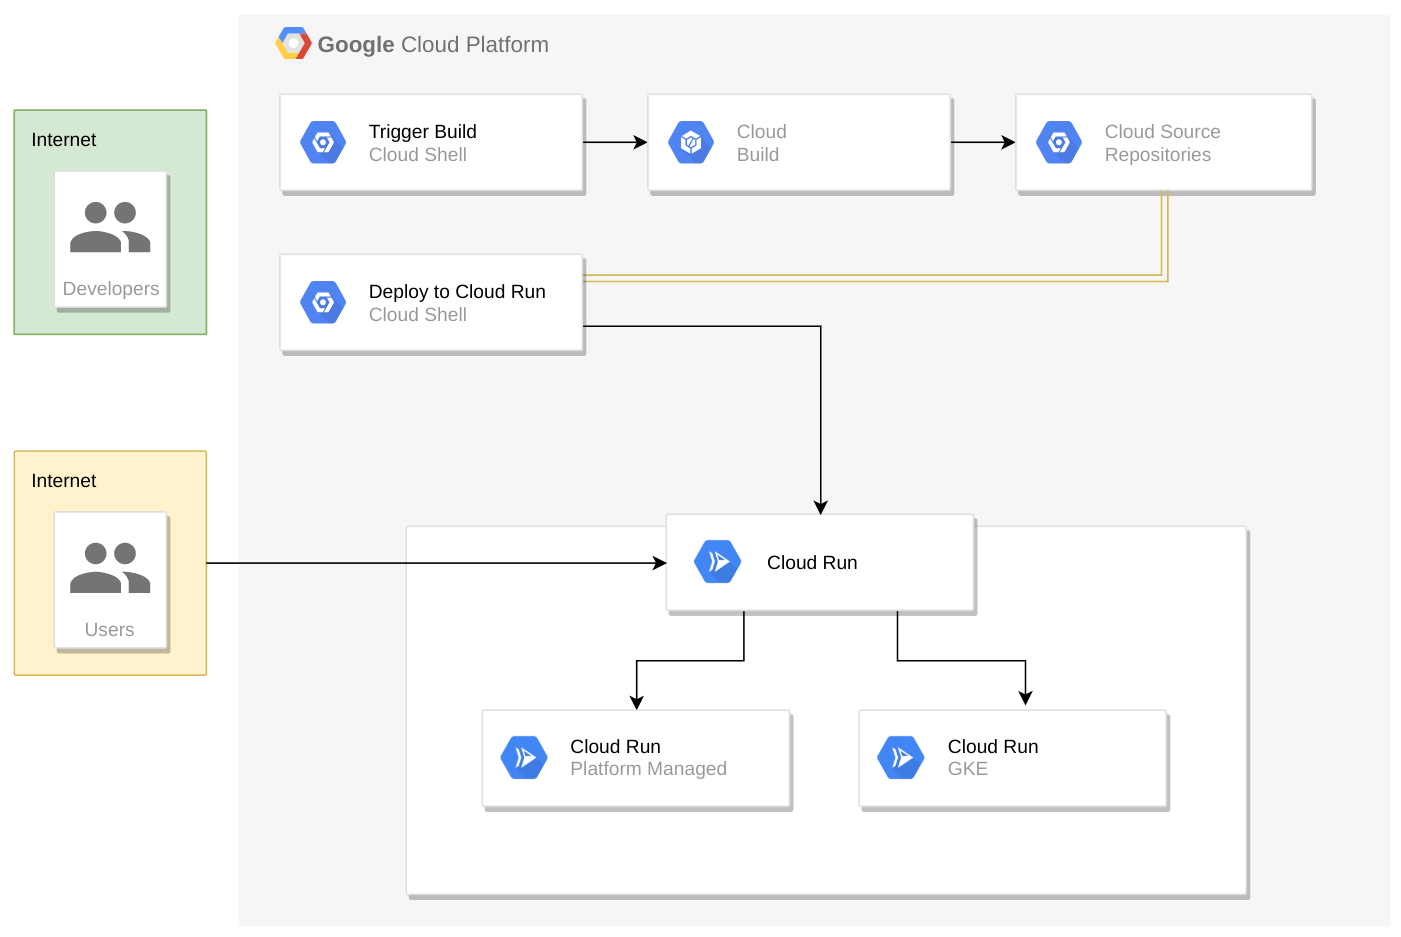 Google Cloud Platform
Internet
Developers
Trigger Build
Cloud Shell
Cloud
Build
Cloud Source
Repositories
Deploy to Cloud Run
Cloud Shell
Internet
Users
Cloud Run
Cloud Run
Platform Managed
Cloud Run
GKE